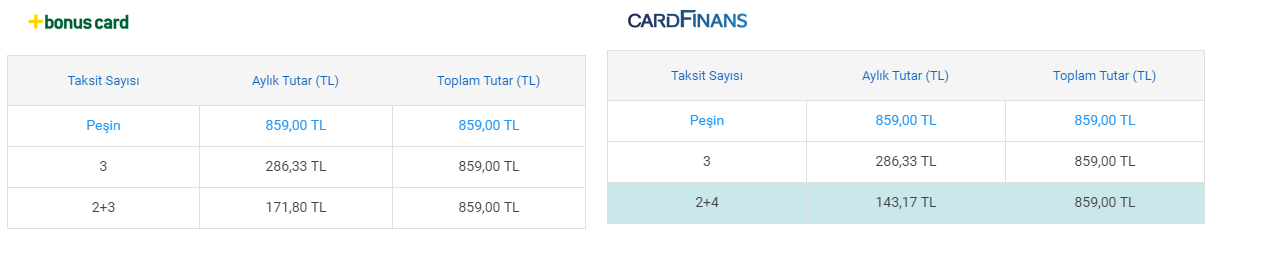 +bonus card
Taksit Sayısı Aylık Tutar (TL) Toplam Tutar (TL)
Peşin 859,00 TL 859,00 TL
3 286,33 TL 859,00 TL
2+3 171,80 TL 859,00 TL
CARDFINANS
Taksit Sayısı Aylık Tutar (TL) Toplam Tutar (TL)
Peşin 859,00 TL 859,00 TL
3 286,33 TL 859,00 TL
2+4 143,17 TL 859,00 TL